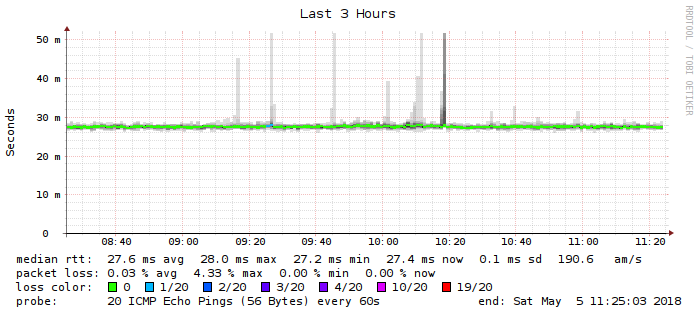 Last 3 Hours
RRDTOOL / TOBI OETIKER
Seconds
50 m
40 m
30 m
20 m
10 m
0
08:40 09:00 09:20 09:40 10:00 10:20 10:40 11:00 11:20
median rtt: 27.6 ms avg 28.0 ms max 27.2 ms min 27.4 ms now 0.1 ms sd 190.6 am/s
packet loss: 0.03 % avg 4.33 % max 0.00 % min 0.00 % now
loss color: 0 1/20 2/20 3/20 4/20 10/20 19/20
probe: 20 ICMP Echo Pings (56 Bytes) every 60s end: Sat May 5 11:25:03 2018